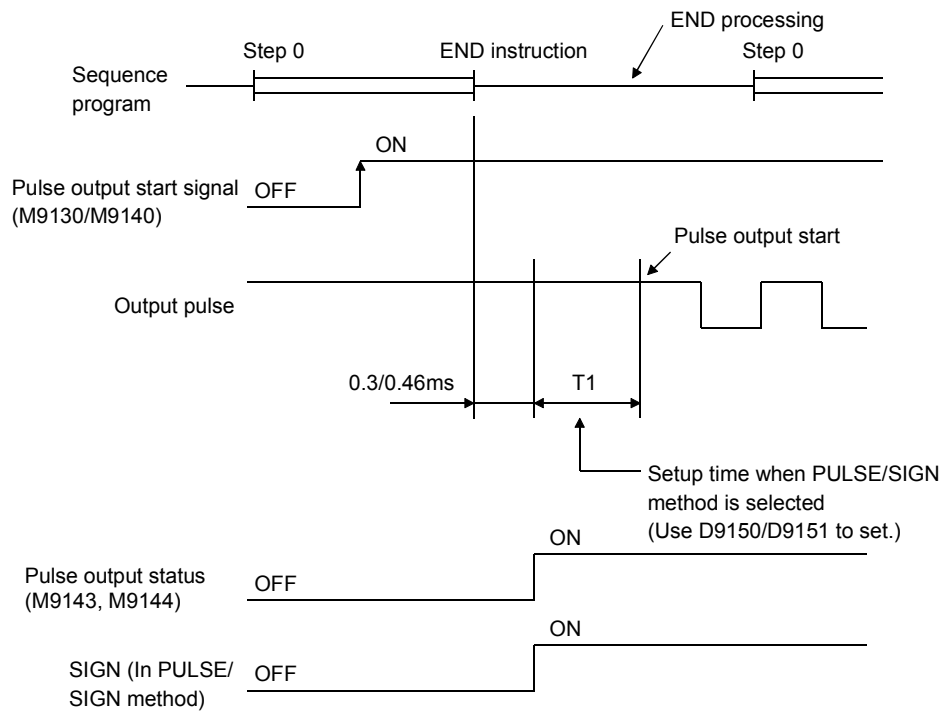 END processing
Step 0
END instruction
Step 0
Sequence
program
ON
Pulse output start signal
(M9130/M9140)
OFF
Pulse output start
Output pulse
0.3/0.46ms
T1
Setup time when PULSE/SIGN
method is selected
(Use D9150/D9151 to set.)
ON
Pulse output status
(M9143, M9144)
OFF
ON
SIGN (In PULSE/
SIGN method)
OFF